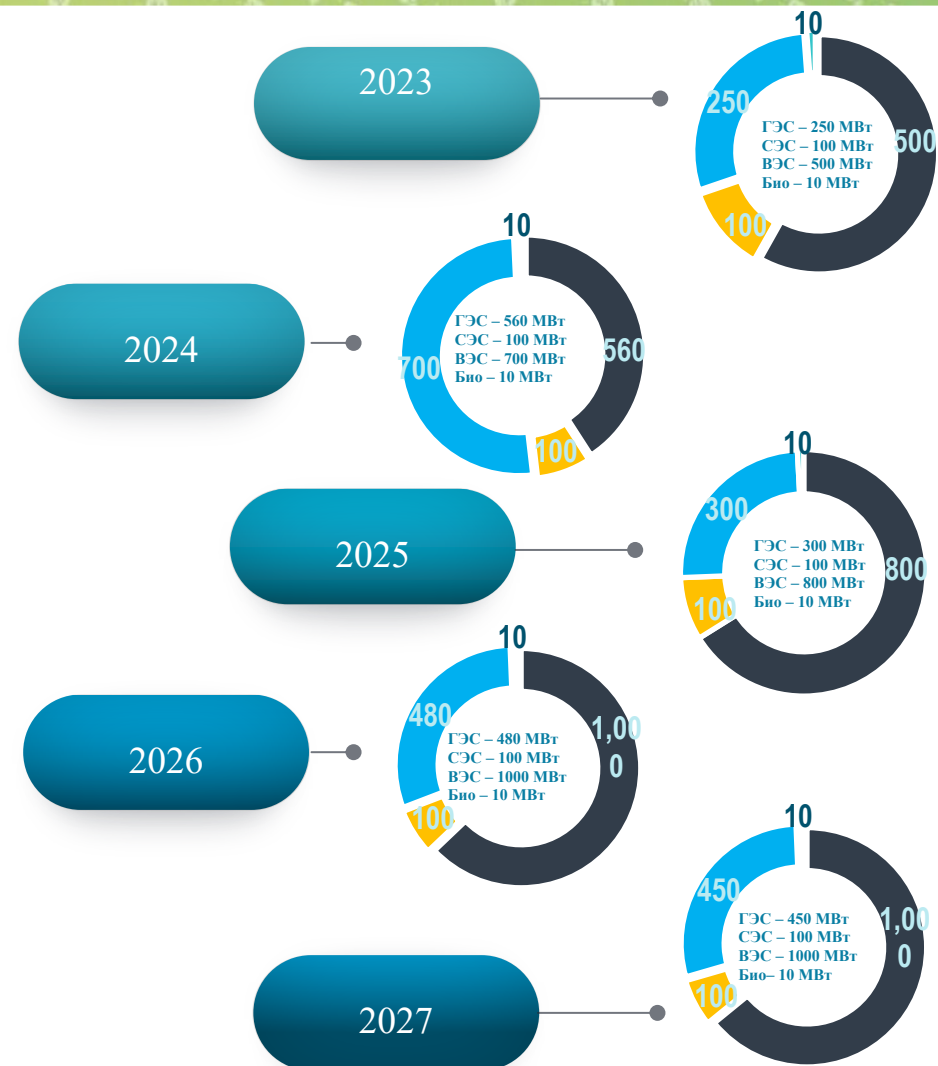 2023
10
250
500
100
ГЭС – 250 МВт
СЭС – 100 МВт
ВЭС – 500 МВт
Био – 10 МВт
2024
10
700
560
100
ГЭС – 560 МВт
СЭС – 100 МВт
ВЭС – 700 МВт
Био – 10 МВт
2025
10
300
800
100
ГЭС – 300 МВт
СЭС – 100 МВт
ВЭС – 800 МВт
Био – 10 МВт
2026
10
480
1,00
0
100
ГЭС – 480 МВт
СЭС – 100 МВт
ВЭС – 1000 МВт
Био – 10 МВт
2027
10
450
1,00
0
100
ГЭС – 450 МВт
СЭС – 100 МВт
ВЭС – 1000 МВт
Био– 10 МВт